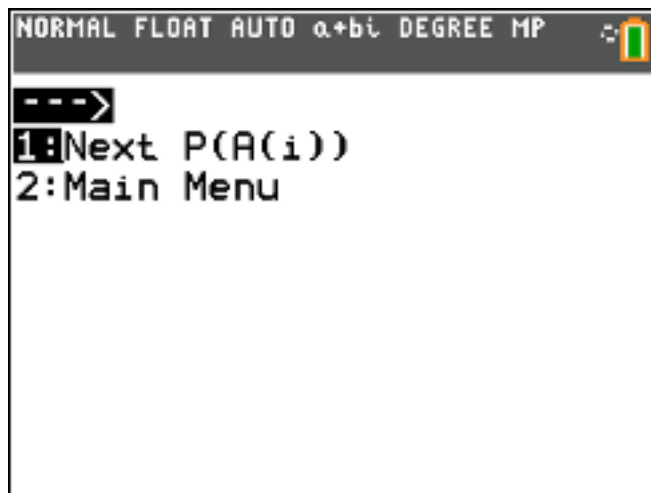 NORMAL FLOAT AUTO a+bi DEGREE MP
--->
1:Next P(A(i))
2:Main Menu